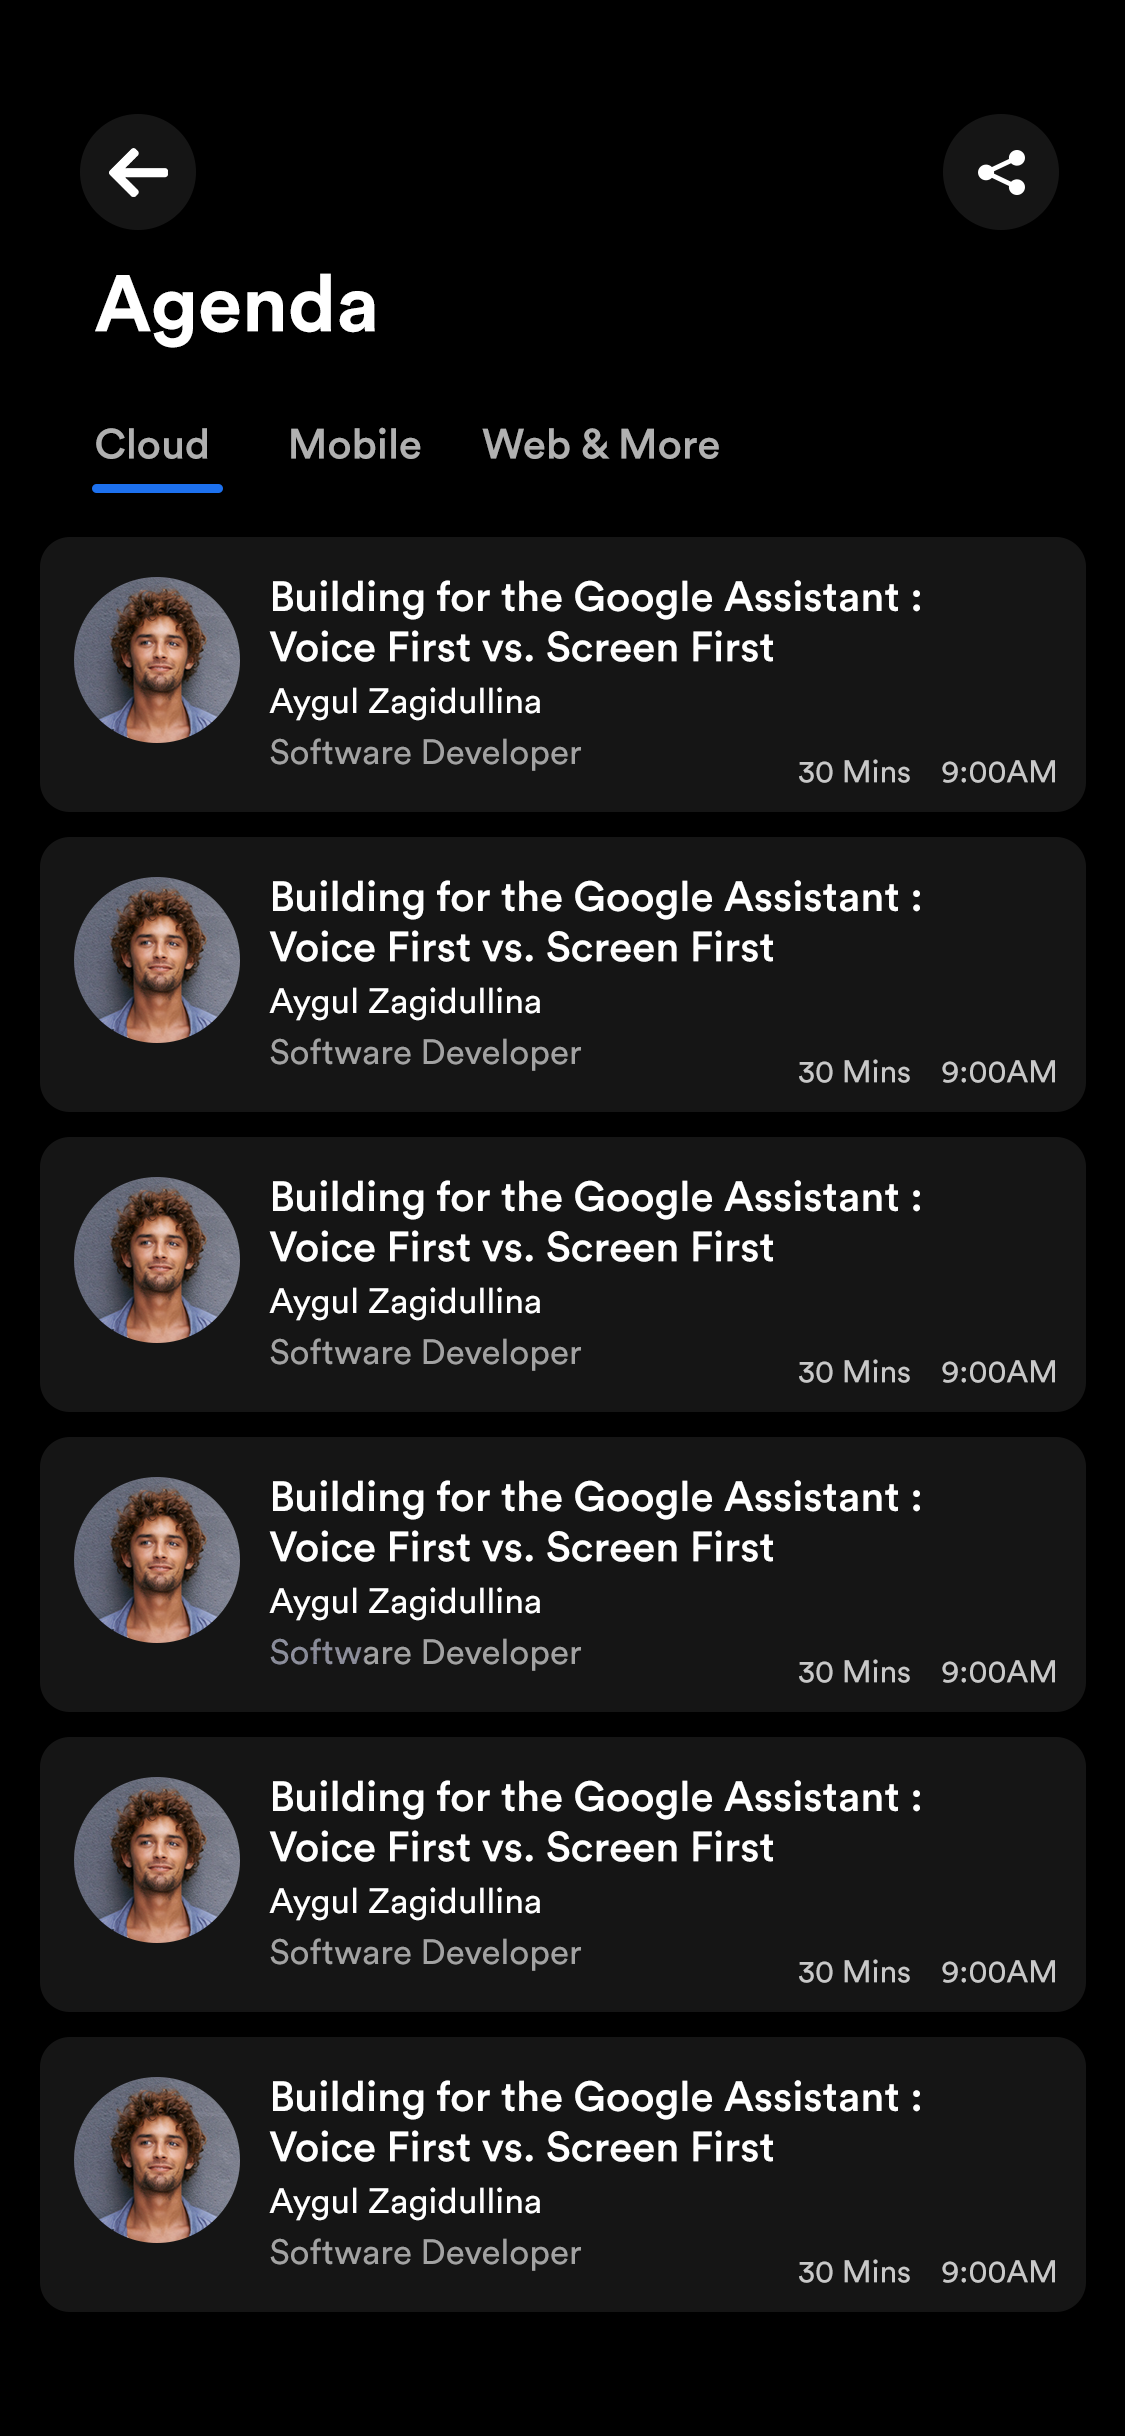 Agenda
Cloud Mobile Web & More
Building for the Google Assistant :
Voice First vs. Screen First
Aygul Zagidullina
Software Developer
30 Mins 9:00AM
Building for the Google Assistant :
Voice First vs. Screen First
Aygul Zagidullina
Software Developer
30 Mins 9:00AM
Building for the Google Assistant :
Voice First vs. Screen First
Aygul Zagidullina
Software Developer
30 Mins 9:00AM
Building for the Google Assistant :
Voice First vs. Screen First
Aygul Zagidullina
Software Developer
30 Mins 9:00AM
Building for the Google Assistant :
Voice First vs. Screen First
Aygul Zagidullina
Software Developer
30 Mins 9:00AM
Building for the Google Assistant :
Voice First vs. Screen First
Aygul Zagidullina
Software Developer
30 Mins 9:00AM